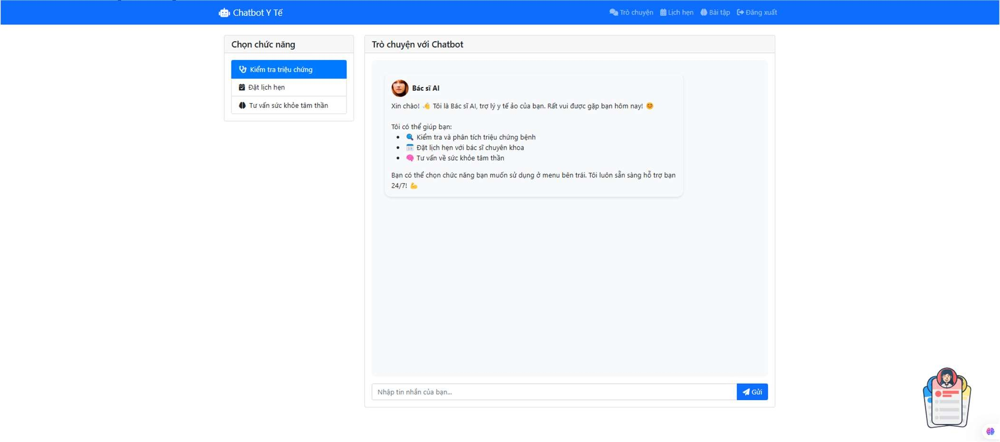 Chatbot Y Tế
Trò chuyện Lịch hẹn Bài tập Đăng xuất
Chọn chức năng
Kiểm tra triệu chứng
Đặt lịch hẹn
Tư vấn sức khỏe tâm thần
Trò chuyện với Chatbot
Bác sĩ AI
Xin chào! 👋 Tôi là Bác sĩ AI, trợ lý y tế ảo của bạn. Rất vui được gặp bạn hôm nay! 😊
Tôi có thể giúp bạn:
• 🔍 Kiểm tra và phân tích triệu chứng bệnh
• 📅 Đặt lịch hẹn với bác sĩ chuyên khoa
• 🧠 Tư vấn về sức khỏe tâm thần
Bạn có thể chọn chức năng bạn muốn sử dụng ở menu bên trái. Tôi luôn sẵn sàng hỗ trợ bạn
24/7! 💪
Nhập tin nhắn của bạn...
Gửi